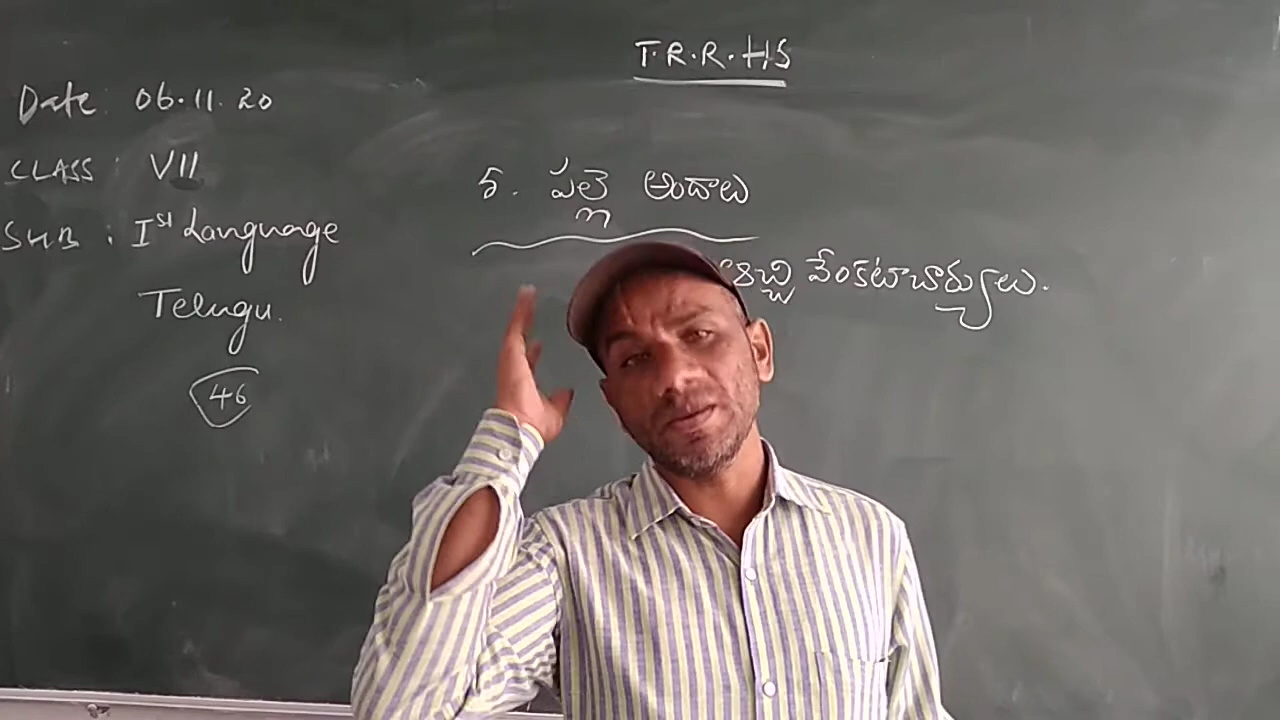 T.R.R.HS
Date: 06.11.20
CLASS: VII
SUB: Ist Language
Telugu.
46
5. పల్లె అందాలు
వేంకటాచార్యులు.